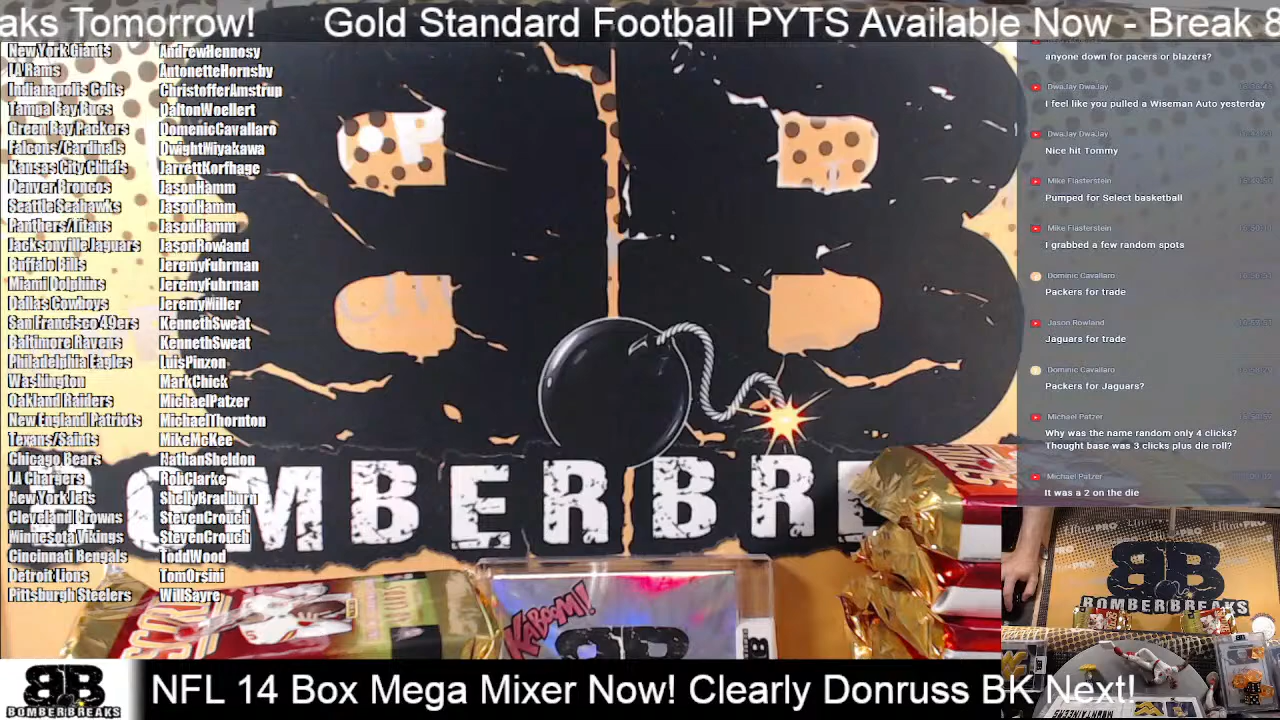 aks Tomorrow! Gold Standard Football PYTS Available Now - Break 8
New York Giants AndrewHennosy
LA Rams AntonetteHornsby
Indianapolis Colts ChristofferAmstrup
Tampa Bay Bucs DaltonWoellert
Green Bay Packers DomenicCavallaro
Falcons/Cardinals DwightMiyakawa
Kansas City Chiefs JarrettKorfhage
Denver Broncos JasonHamm
Seattle Seahawks JasonHamm
Panthers/Titans JasonHamm
Jacksonville Jaguars JasonRowland
Buffalo Bills JeremyFuhrman
Miami Dolphins JeremyFuhrman
Dallas Cowboys JeremyMiller
San Francisco 49ers KennethSweat
Baltimore Ravens KennethSweat
Philadelphia Eagles LuisPinzon
Washington MarkChick
Oakland Raiders MichaelPatzer
New England Patriots MichaelThornton
Texans/Saints MikeMcKee
Chicago Bears NathanSheldon
LA Chargers RobClarke
New York Jets ShellyBradburn
Cleveland Browns StevenCrouch
Minnesota Vikings StevenCrouch
Cincinnati Bengals ToddWood
Detroit Lions TomOrsini
Pittsburgh Steelers WillSayre
anyone down for pacers or blazers?
DwaJay DwaJay
I feel like you pulled a Wiseman Auto yesterday
DwaJay DwaJay
Nice hit Tommy
Mike Fiasterstein
Pumped for Select basketball
Mike Fiasterstein
I grabbed a few random spots
Dominic Cavallaro
Packers for trade
Jason Rowland
Jaguars for trade
Dominic Cavallaro
Packers for Jaguars?
Michael Patzer
Why was the name random only 4 clicks?
Thought base was 3 clicks plus die roll?
Michael Patzer
It was a 2 on the die
BOMBERBRE
KABOOM!
BB
BOMBERBREAKS
BB
BOMBERBREAKS
NFL 14 Box Mega Mixer Now! Clearly Donruss BK Next!